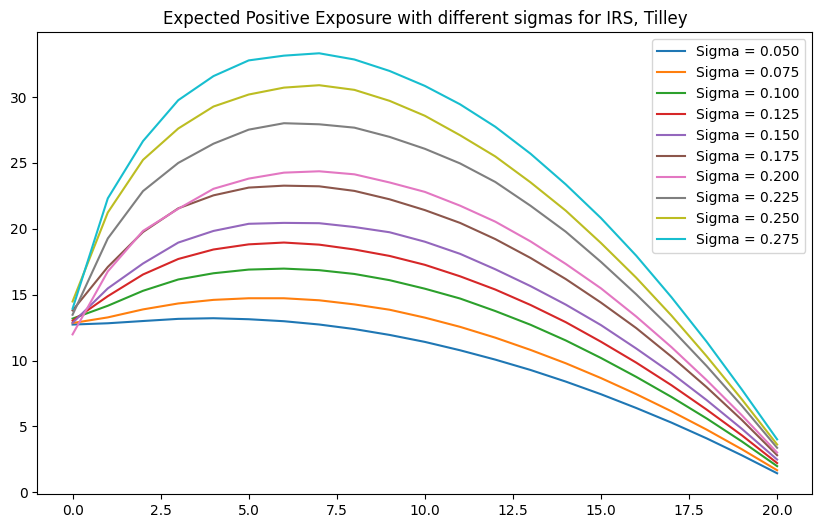 Expected Positive Exposure with different sigmas for IRS, Tilley
Sigma = 0.050
Sigma = 0.075
Sigma = 0.100
Sigma = 0.125
Sigma = 0.150
Sigma = 0.175
Sigma = 0.200
Sigma = 0.225
Sigma = 0.250
Sigma = 0.275
30
25
20
15
10
5
0
0.0 2.5 5.0 7.5 10.0 12.5 15.0 17.5 20.0